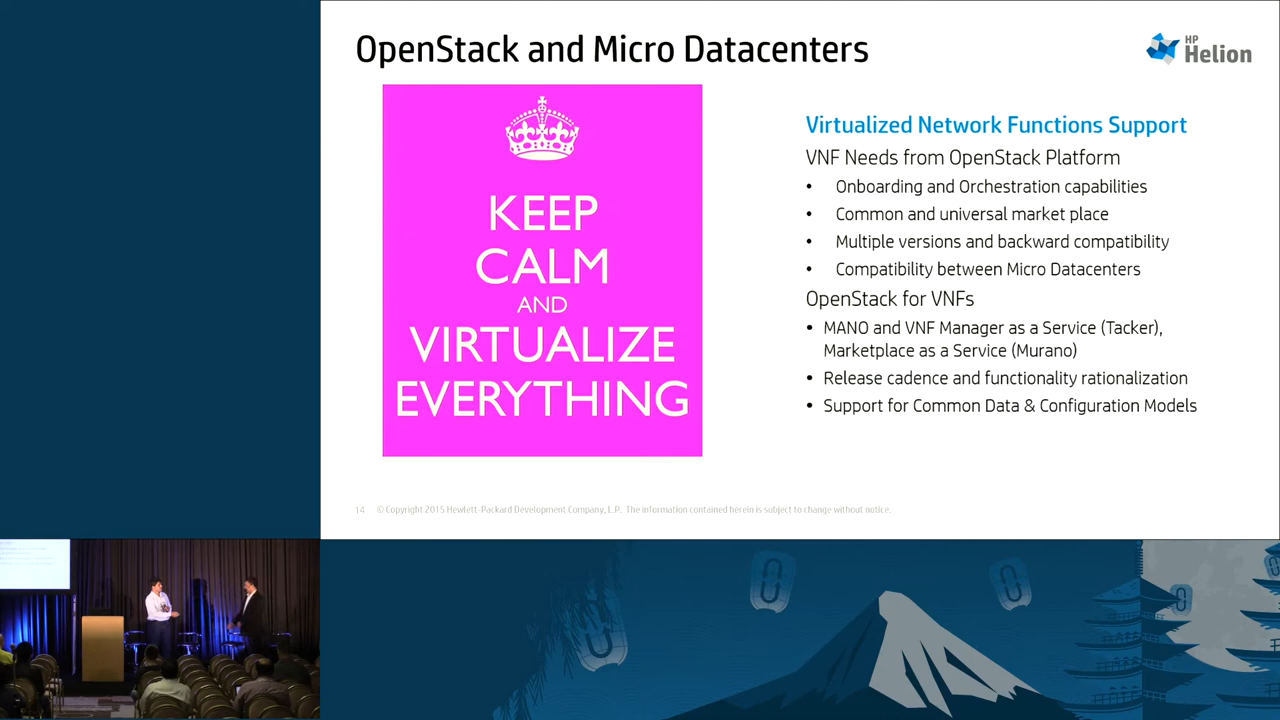 OpenStack and Micro Datacenters
HP
Helion
KEEP
CALM
AND
VIRTUALIZE
EVERYTHING
Virtualized Network Functions Support
VNF Needs from OpenStack Platform
• Onboarding and Orchestration capabilities
• Common and universal market place
• Multiple versions and backward compatibility
• Compatibility between Micro Datacenters
OpenStack for VNFs
• MANO and VNF Manager as a Service (Tacker),
Marketplace as a Service (Murano)
• Release cadence and functionality rationalization
• Support for Common Data & Configuration Models
14 © Copyright 2015 Hewlett-Packard Development Company, L.P. The information contained herein is subject to change without notice.